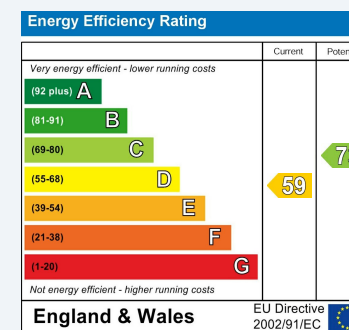 Energy Efficiency Rating
Current
Very energy efficient - lower running costs
(92 plus) A
(81-91) B
(69-80) C
(55-68) D
59
(39-54) E
(21-38) F
(1-20) G
Not energy efficient - higher running costs
England & Wales
EU Directive
2002/91/EC